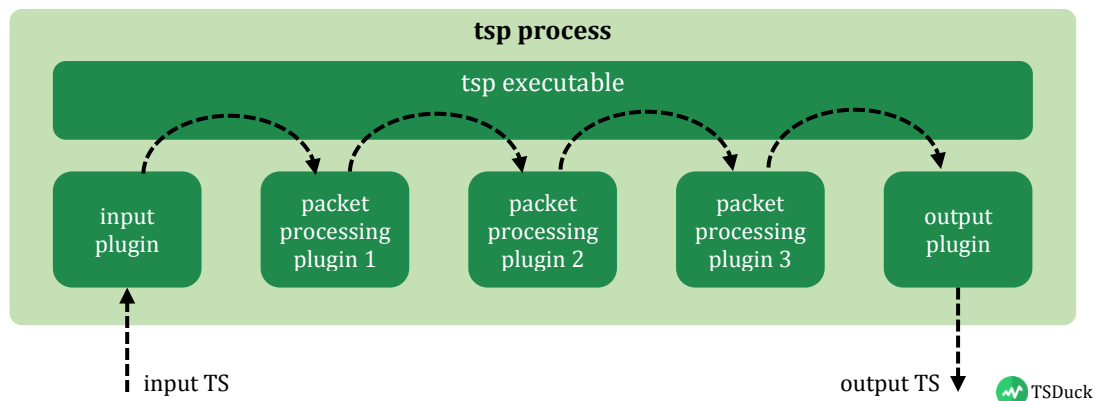 tsp process
tsp executable
input
plugin
packet
processing
plugin 1
packet
processing
plugin 2
packet
processing
plugin 3
output
plugin
input TS
output TS
TSDuck